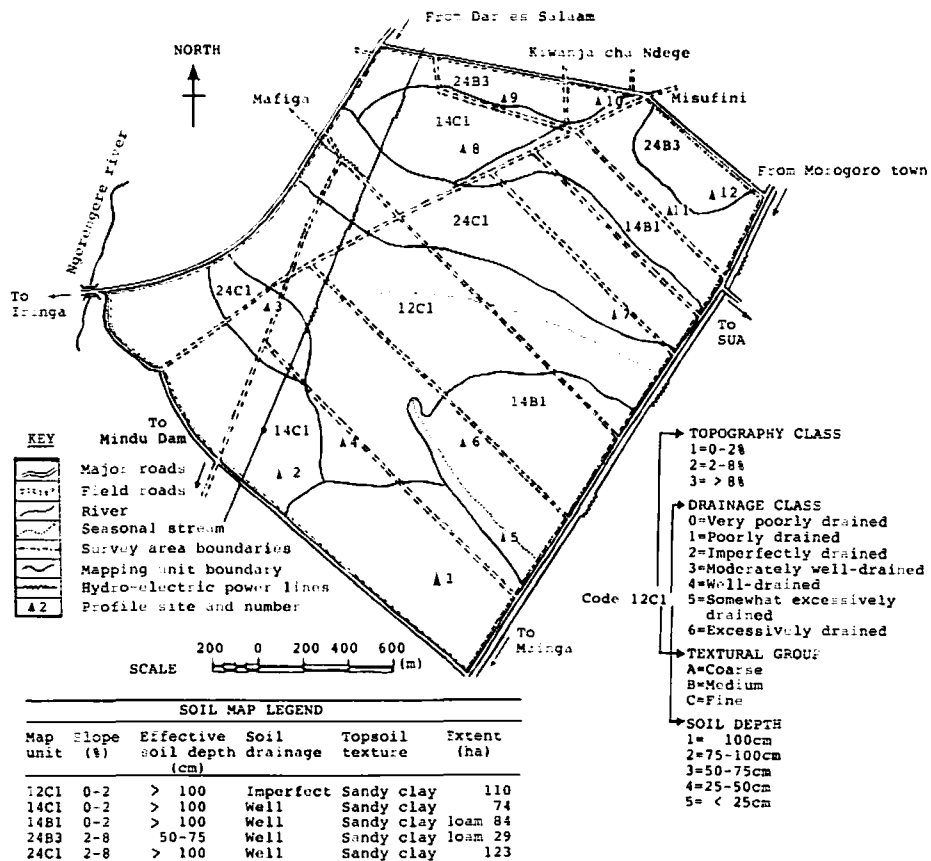 From Dar es Salaam
NORTH
Kiwanja cha Ndege
Mafiga
24B3
9
10
Misufini
14C1
8
24B3
From Morogoro town
12
11
Ngerengere river
24C1
14B1
To Iringa
24C1
3
12C1
7
To SUA
14B1
To Mindu Dam
14C1
4
6
2
5
1
To Mzinga
KEY
Major roads
Field roads
River
Seasonal stream
Survey area boundaries
Mapping unit boundary
Hydro-electric power lines
2 Profile site and number
SCALE 200 0 200 400 600 (m)
Code 12C1
TOPOGRAPHY CLASS
1=0-2%
2=2-8%
3= >8%
DRAINAGE CLASS
0=Very poorly drained
1=Poorly drained
2=Imperfectly drained
3=Moderately well-drained
4=Well-drained
5=Somewhat excessively
drained
6=Excessively drained
TEXTURAL GROUP
A=Coarse
B=Medium
C=Fine
SOIL DEPTH
1= 100cm
2=75-100cm
3=50-75cm
4=25-50cm
5= < 25cm
SOIL MAP LEGEND
Map Slope Effective Soil Topsoil Extent
unit (%) soil depth drainage texture (ha)
(cm)
12C1 0-2 > 100 Imperfect Sandy clay 110
14C1 0-2 > 100 Well Sandy clay 74
14B1 0-2 > 100 Well Sandy clay loam 84
24B3 2-8 50-75 Well Sandy clay loam 29
24C1 2-8 > 100 Well Sandy clay 123